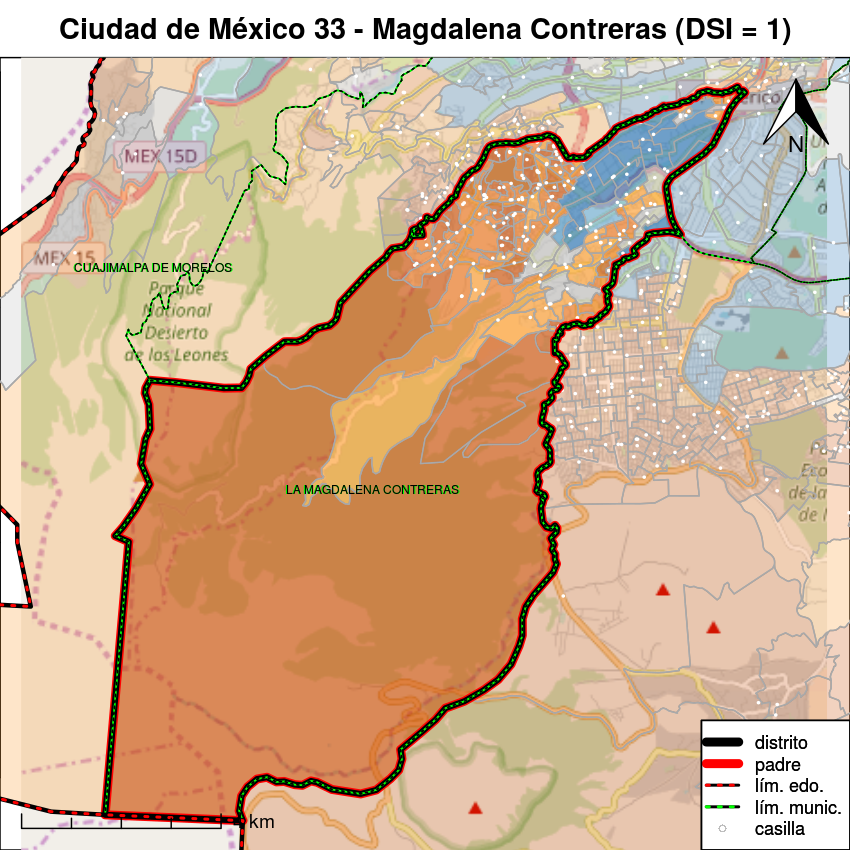 Ciudad de México 33 - Magdalena Contreras (DSI = 1)
N
MEX 15D
MEX 15
CUAJIMALPA DE MORELOS
Parque
Nacional
Desierto
de los Leones
LA MAGDALENA CONTRERAS
distrito
padre
lím. edo.
lím. munic.
casilla
km